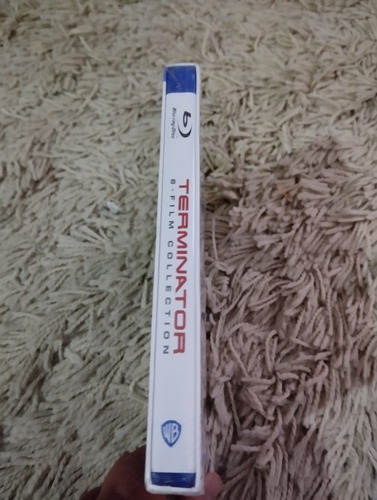 Blu-ray Disc
TERMINATOR
6-FILM COLLECTION
WB